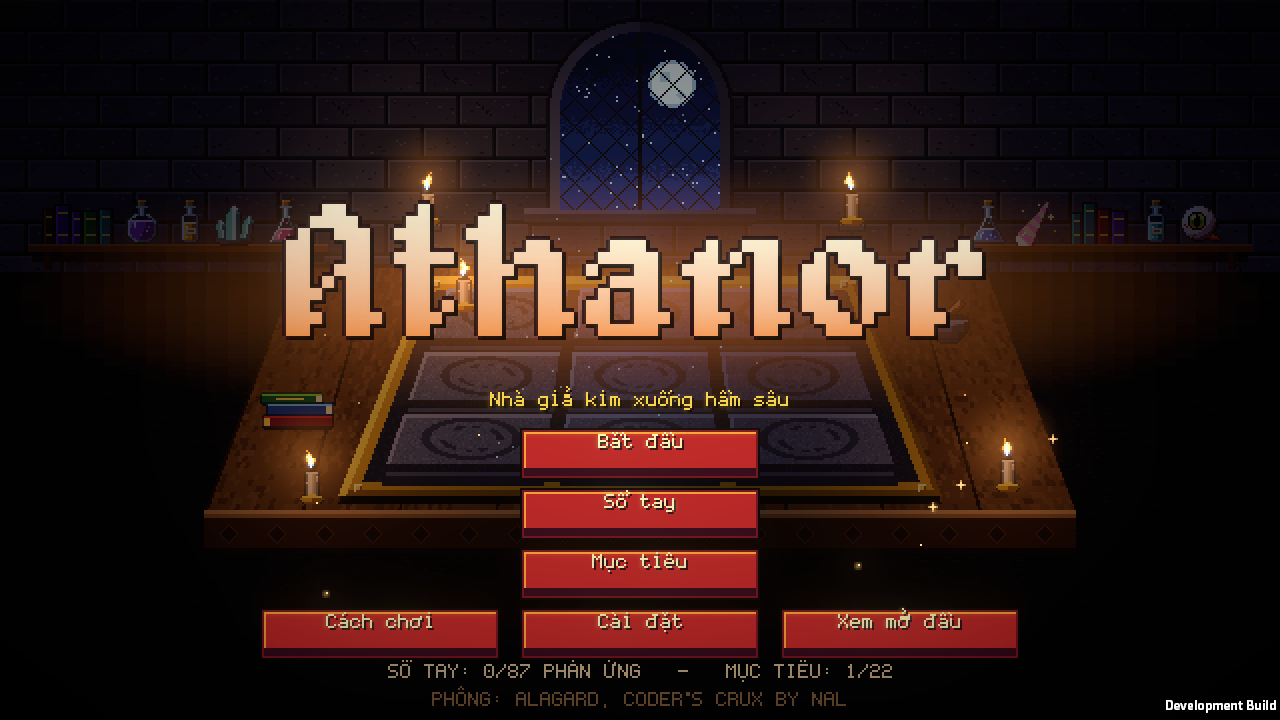 Athanor
Nhà giả kim xuống hầm sâu
Bắt đầu
Sổ tay
Mục tiêu
Cách chơi
Cài đặt
Xem mở đầu
SỔ TAY: 0/87 PHẢN ỨNG – MỤC TIÊU: 1/22
PHÔNG: ALAGARD, CODER'S CRUX BY NAL
Development Build